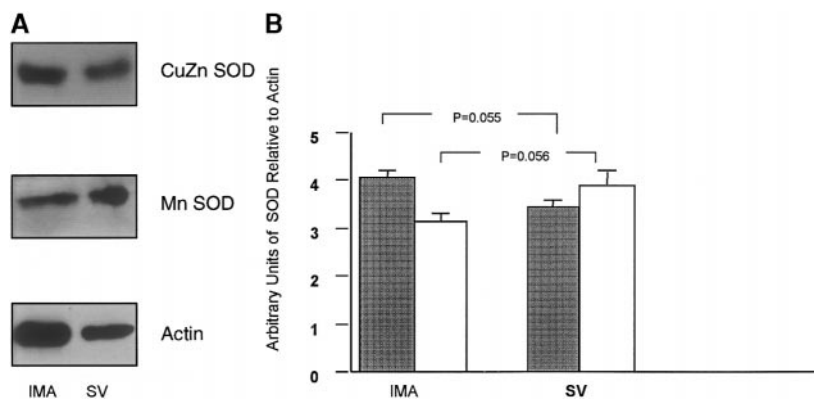 A
CuZn SOD
Mn SOD
Actin
IMA SV
B
Arbitrary Units of SOD Relative to Actin
5
4
3
2
1
0
P=0.055
P=0.056
IMA SV